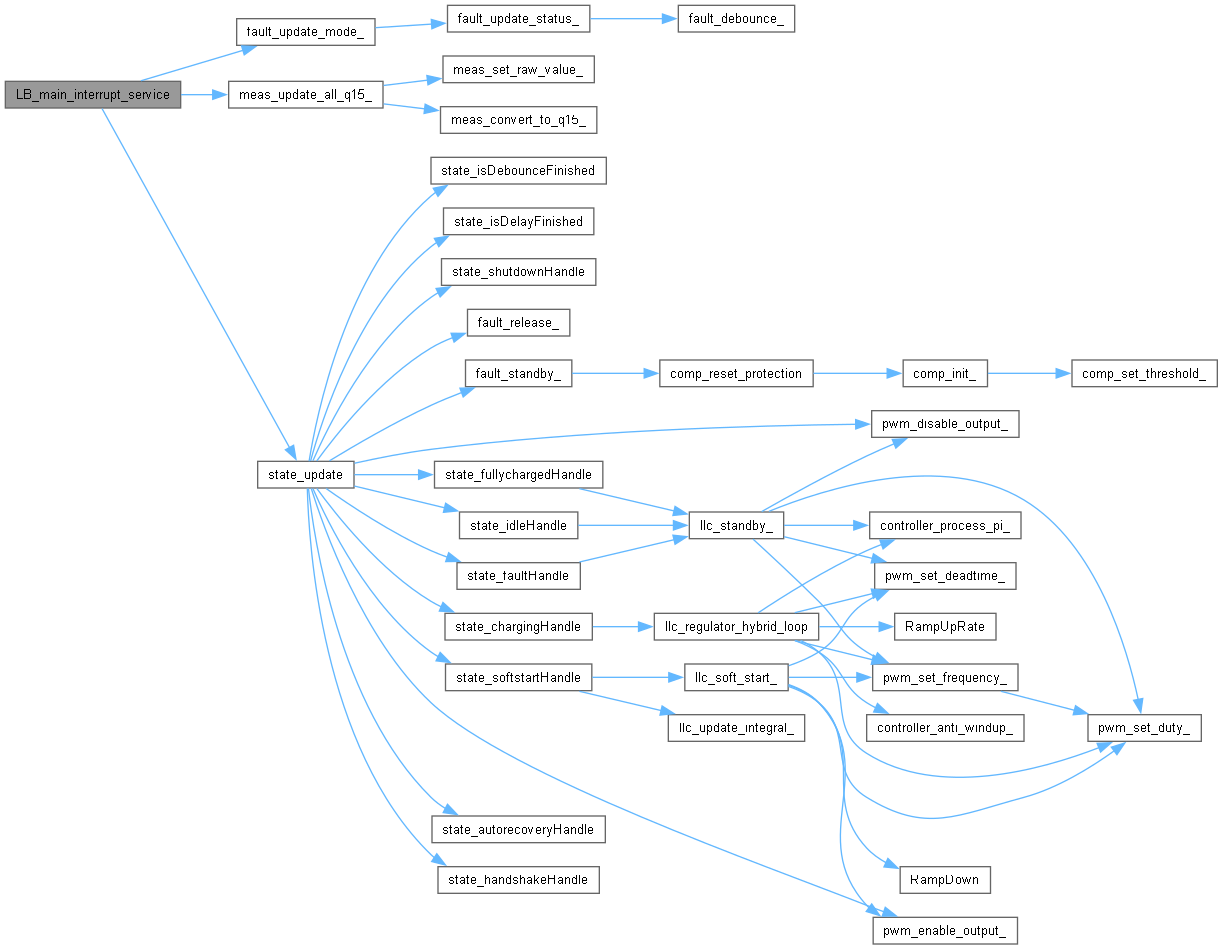 fault_update_mode_
fault_update_status_
fault_debounce_
meas_set_raw_value_
LB_main_interrupt_service
meas_update_all_q15_
meas_convert_to_q15_
state_isDebounceFinished
state_isDelayFinished
state_shutdownHandle
fault_release_
fault_standby_
comp_reset_protection
comp_init_
comp_set_threshold_
pwm_disable_output_
state_update
state_fullychargedHandle
state_idleHandle
llc_standby_
controller_process_pi_
state_faultHandle
pwm_set_deadtime_
state_chargingHandle
llc_regulator_hybrid_loop
RampUpRate
state_softstartHandle
llc_soft_start_
pwm_set_frequency_
llc_update_integral_
controller_anti_windup_
pwm_set_duty_
state_autorecoveryHandle
state_handshakeHandle
RampDown
pwm_enable_output_